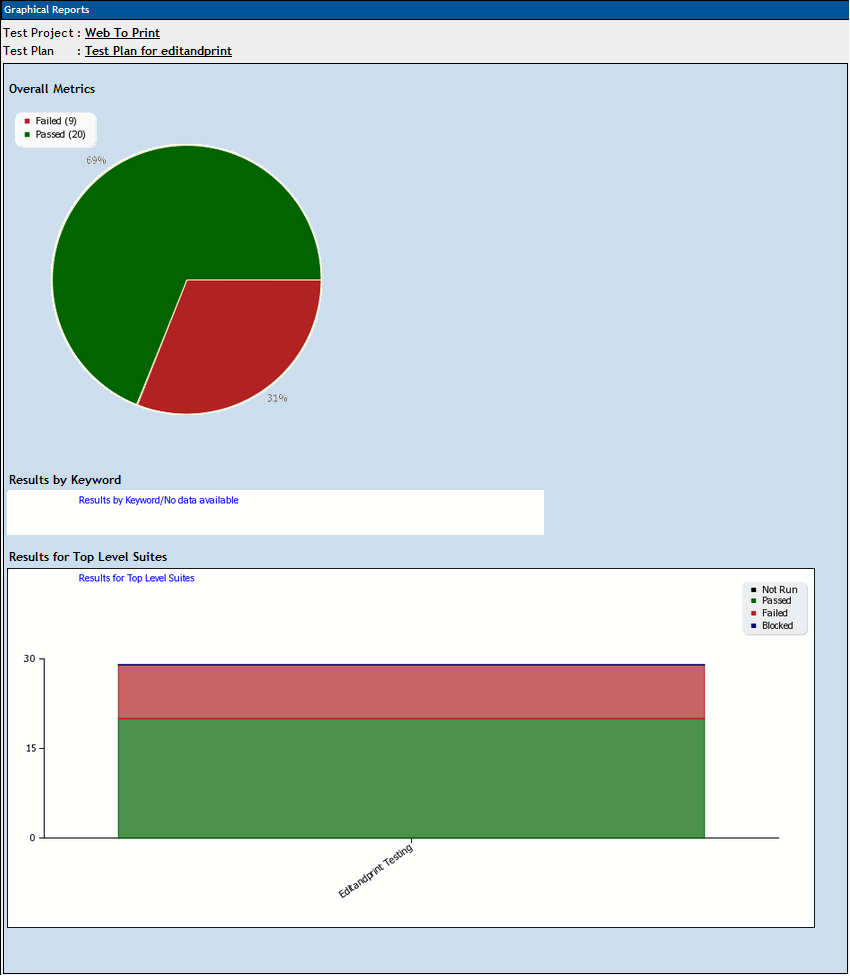 Graphical Reports
Test Project : Web To Print
Test Plan : Test Plan for editandprint
Overall Metrics
Failed (9)
Passed (20)
69%
31%
Results by Keyword
Results by Keyword/No data available
Results for Top Level Suites
Results for Top Level Suites
Not Run
Passed
Failed
Blocked
30
15
0
Editandprint Testing